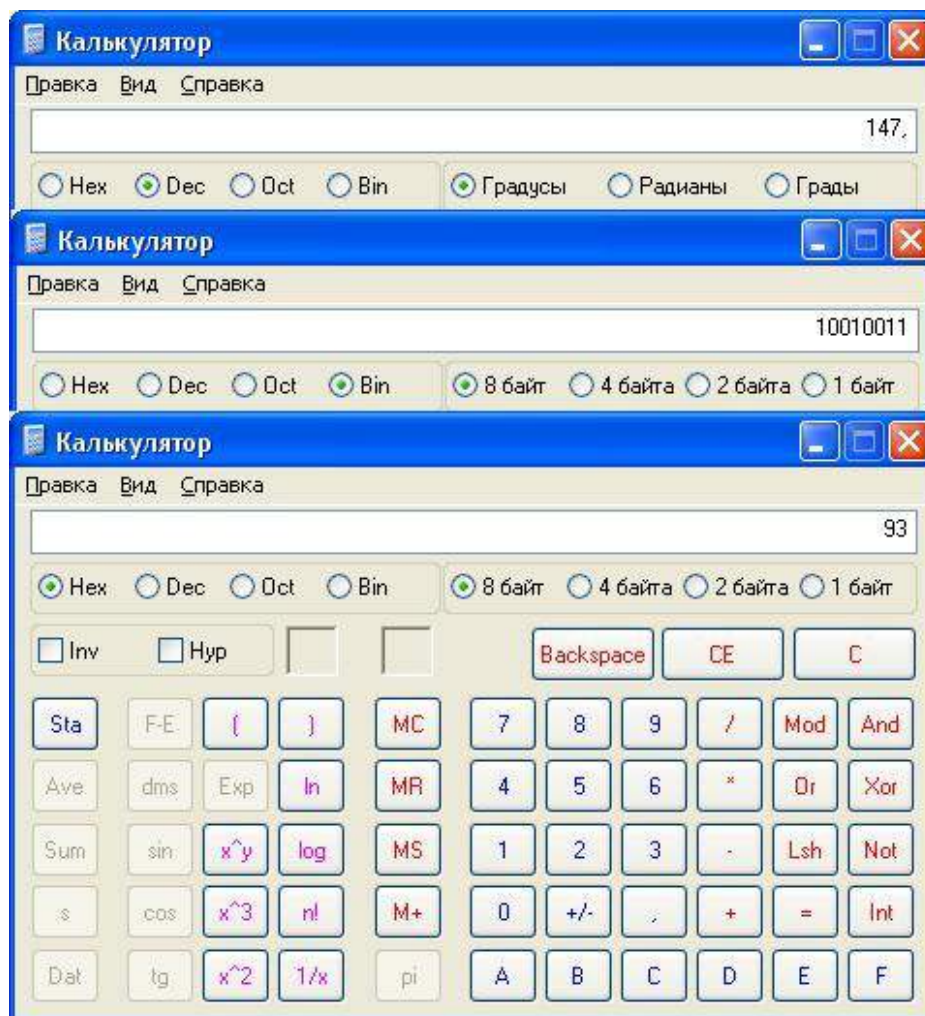 Калькулятор
Правка Вид Справка
147,
Hex Dec Oct Bin Градусы Радианы Грады
Калькулятор
Правка Вид Справка
10010011
Hex Dec Oct Bin 8 байт 4 байта 2 байта 1 байт
Калькулятор
Правка Вид Справка
93
Hex Dec Oct Bin 8 байт 4 байта 2 байта 1 байт
Inv Hyp Backspace CE C
Sta F-E ( ) MC 7 8 9 / Mod And
Ave dms Exp ln MR 4 5 6 * Or Xor
Sum sin x^y log MS 1 2 3 - Lsh Not
s cos x^3 n! M+ 0 +/- , + = Int
Dat tg x^2 1/x pi A B C D E F